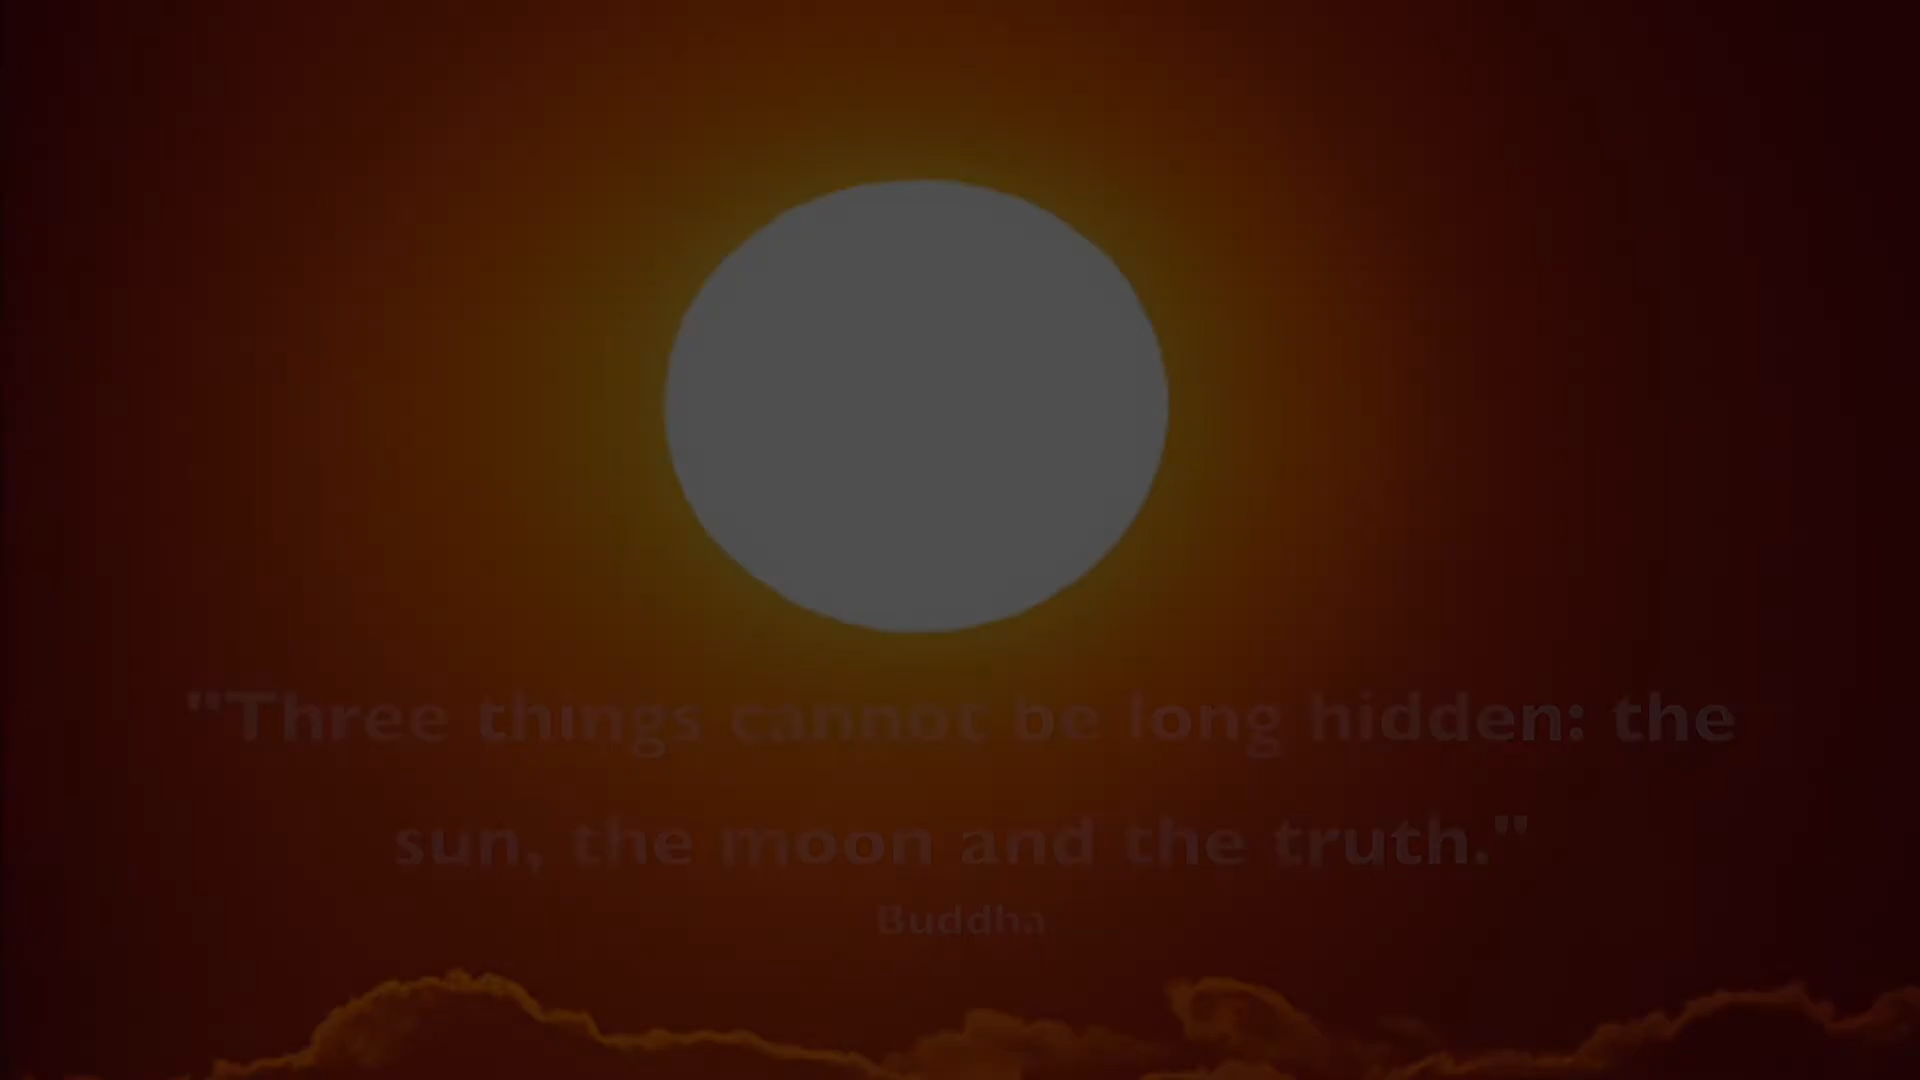 "Three things cannot be long hidden: the
sun, the moon and the truth."
Buddha